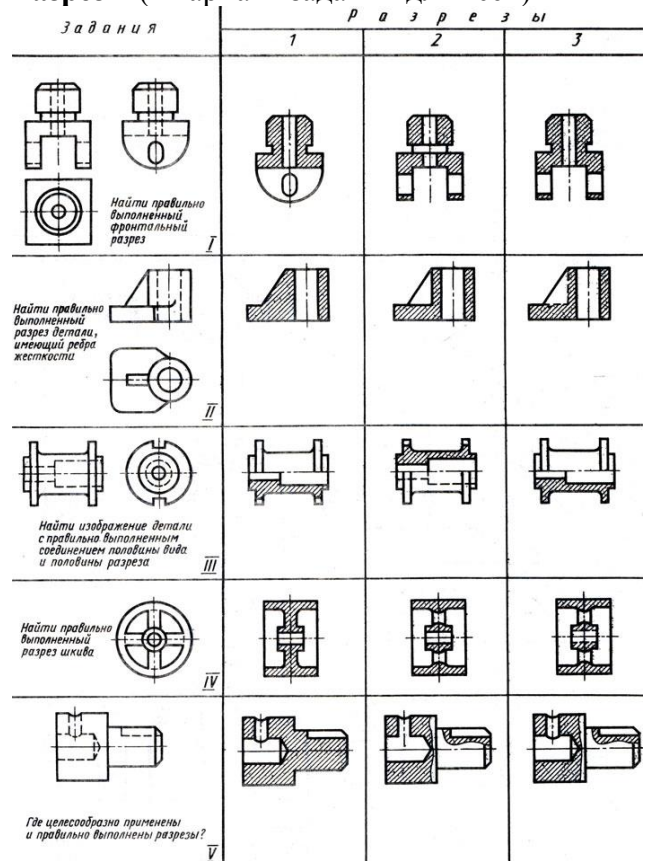 Задания
Р а з р е з ы
1
2
3
Найти правильно
выполненный
фронтальный
разрез
I
Найти правильно
выполненный
разрез детали,
имеющий ребра
жесткости
II
Найти изображение детали
с правильно выполненным
соединением половины вида
и половины разреза
III
Найти правильно
выполненный
разрез шкива
IV
Где целесообразно применены
и правильно выполнены разрезы?
V